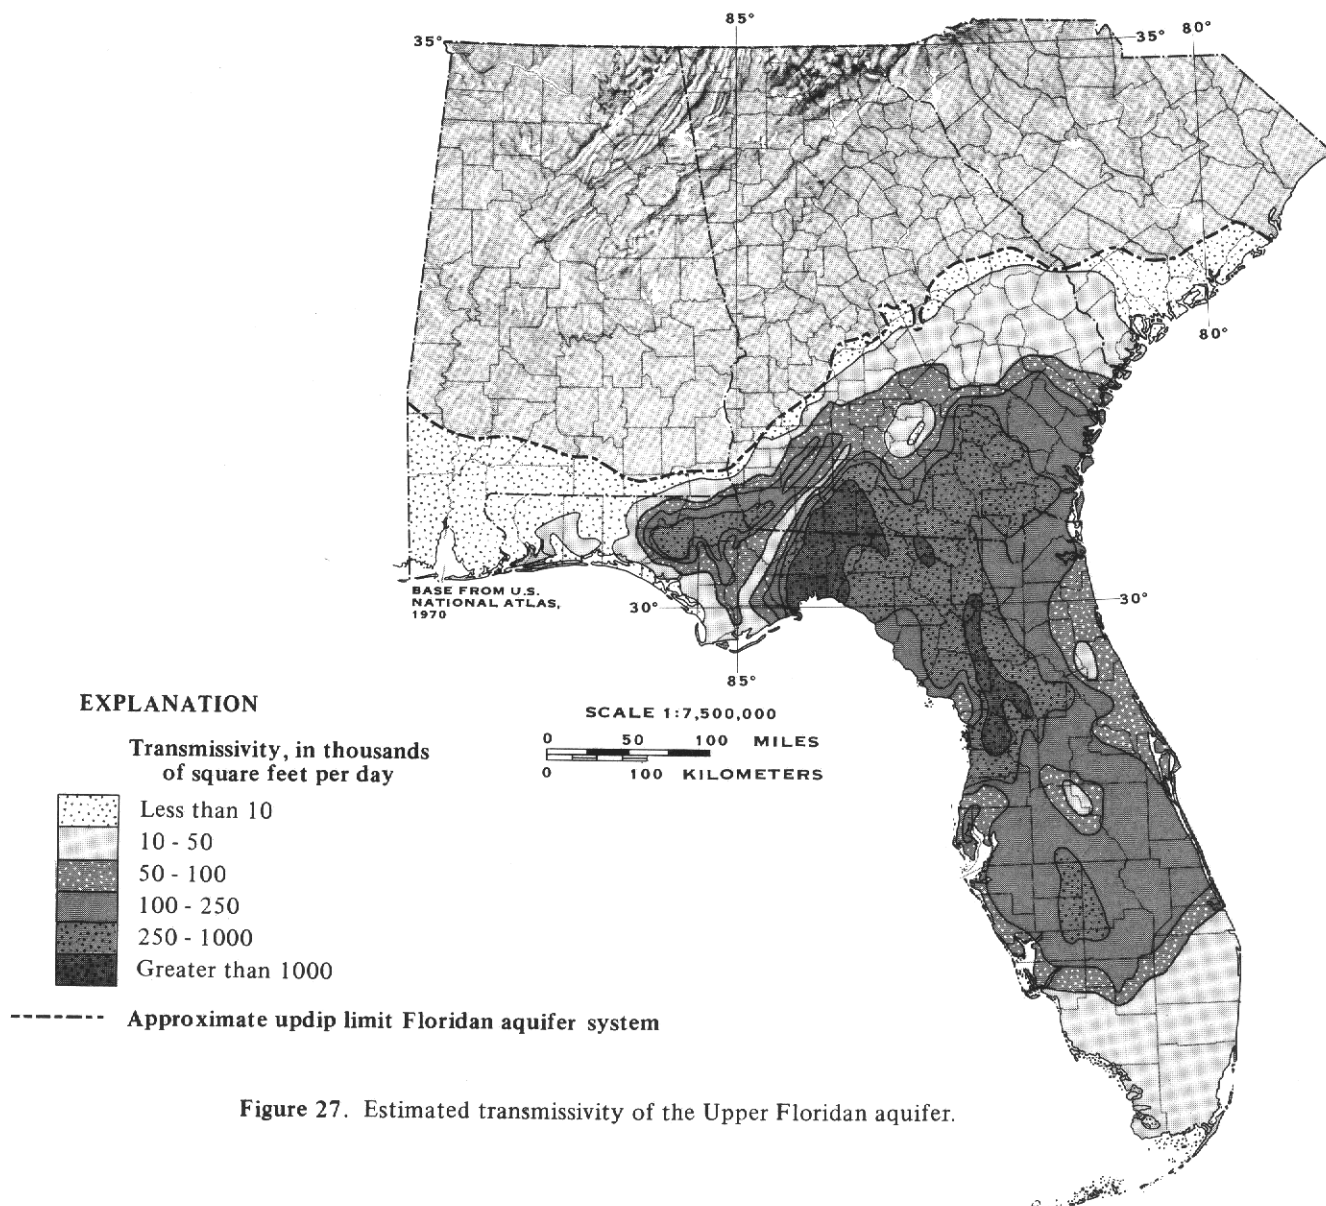 85°
35°
35°
80°
80°
BASE FROM U.S.
NATIONAL ATLAS,
1970
30°
30°
85°
EXPLANATION
Transmissivity, in thousands
of square feet per day
Less than 10
10 - 50
50 - 100
100 - 250
250 - 1000
Greater than 1000
Approximate updip limit Floridan aquifer system
SCALE 1:7,500,000
0 50 100 MILES
0 100 KILOMETERS
Figure 27. Estimated transmissivity of the Upper Floridan aquifer.